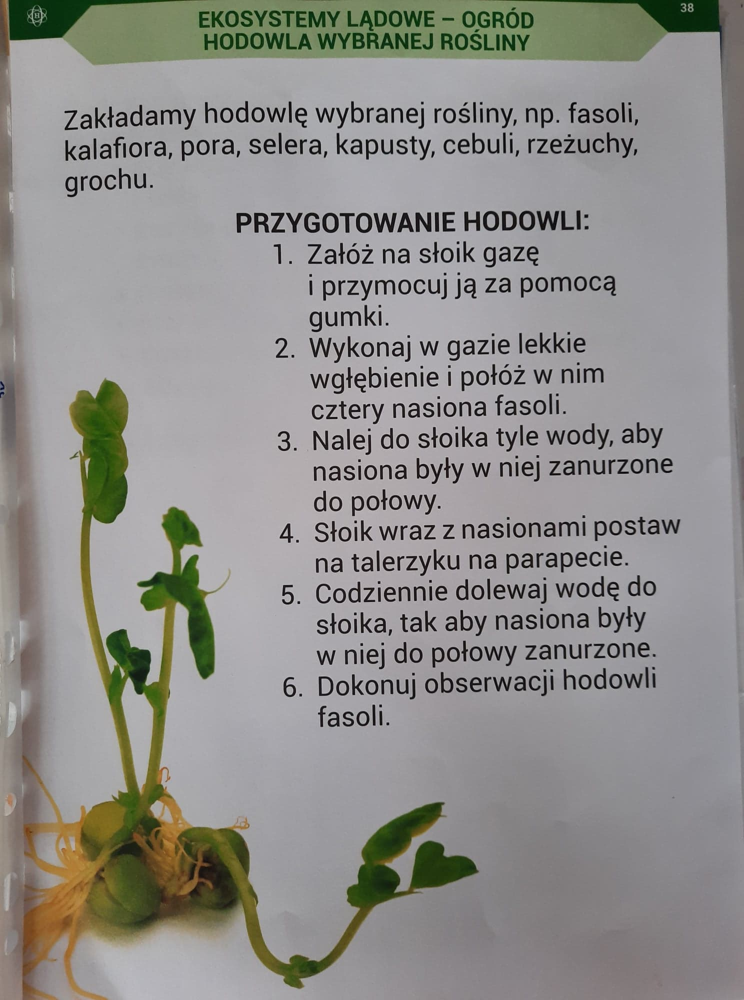 38
EKOSYSTEMY LĄDOWE – OGRÓD
HODOWLA WYBRANEJ ROŚLINY
Zakładamy hodowlę wybranej rośliny, np. fasoli,
kalafiora, pora, selera, kapusty, cebuli, rzeżuchy,
grochu.
PRZYGOTOWANIE HODOWLI:
1. Załóż na słoik gazę
i przymocuj ją za pomocą
gumki.
2. Wykonaj w gazie lekkie
wgłębienie i połóż w nim
cztery nasiona fasoli.
3. Nalej do słoika tyle wody, aby
nasiona były w niej zanurzone
do połowy.
4. Słoik wraz z nasionami postaw
na talerzyku na parapecie.
5. Codziennie dolewaj wodę do
słoika, tak aby nasiona były
w niej do połowy zanurzone.
6. Dokonuj obserwacji hodowli
fasoli.